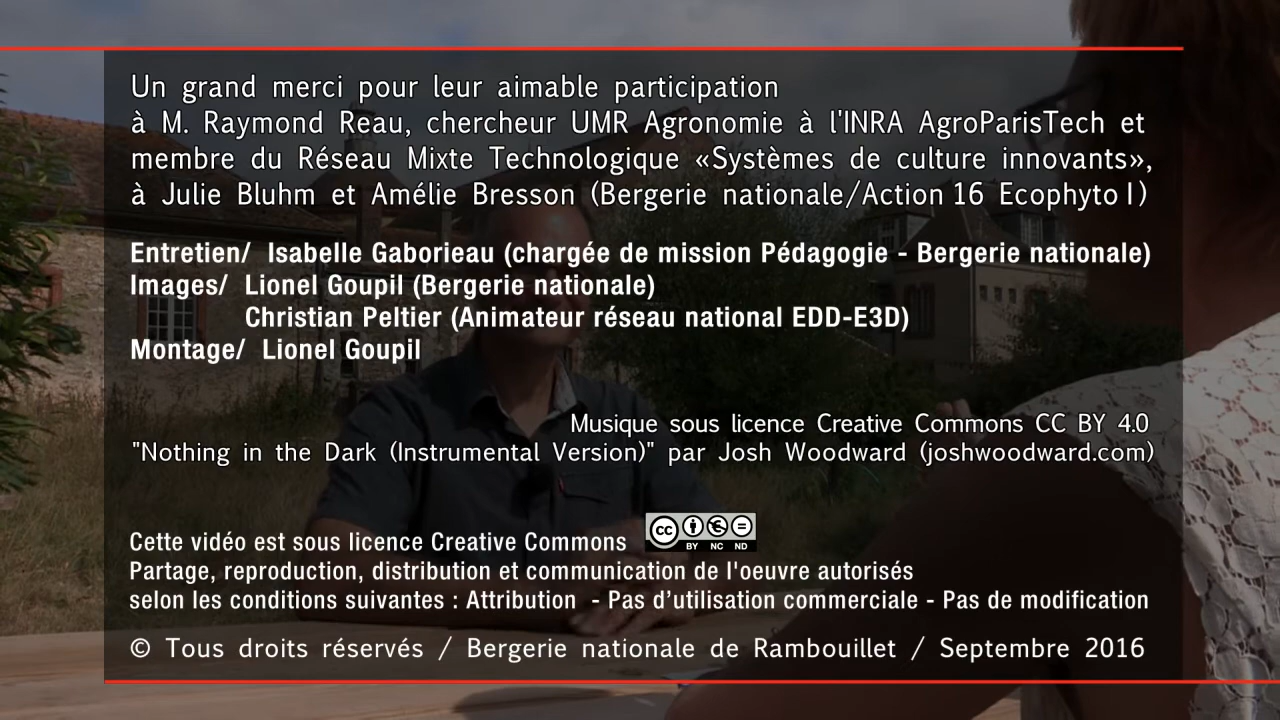 Un grand merci pour leur aimable participation
à M. Raymond Reau, chercheur UMR Agronomie à l'INRA AgroParisTech et
membre du Réseau Mixte Technologique «Systèmes de culture innovants»,
à Julie Bluhm et Amélie Bresson (Bergerie nationale/Action 16 Ecophyto I)
Entretien/ Isabelle Gaborieau (chargée de mission Pédagogie - Bergerie nationale)
Images/ Lionel Goupil (Bergerie nationale)
Christian Peltier (Animateur réseau national EDD-E3D)
Montage/ Lionel Goupil
Musique sous licence Creative Commons CC BY 4.0
"Nothing in the Dark (Instrumental Version)" par Josh Woodward (joshwoodward.com)
Cette vidéo est sous licence Creative Commons
cc BY NC ND
Partage, reproduction, distribution et communication de l'oeuvre autorisés
selon les conditions suivantes : Attribution - Pas d’utilisation commerciale - Pas de modification
© Tous droits réservés / Bergerie nationale de Rambouillet / Septembre 2016